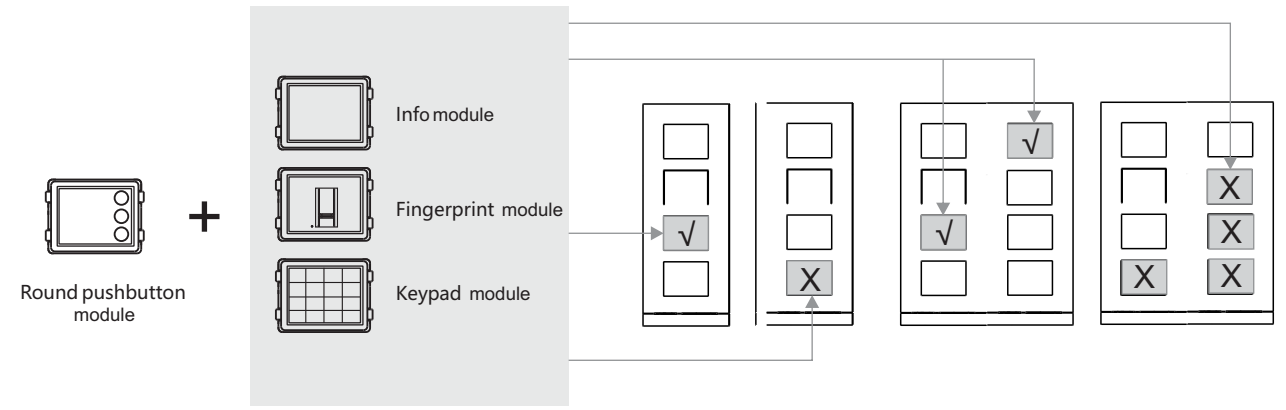 Info module
Fingerprint module
Keypad module
Round pushbutton
module
+
√
√
√
X
X
X
X
X